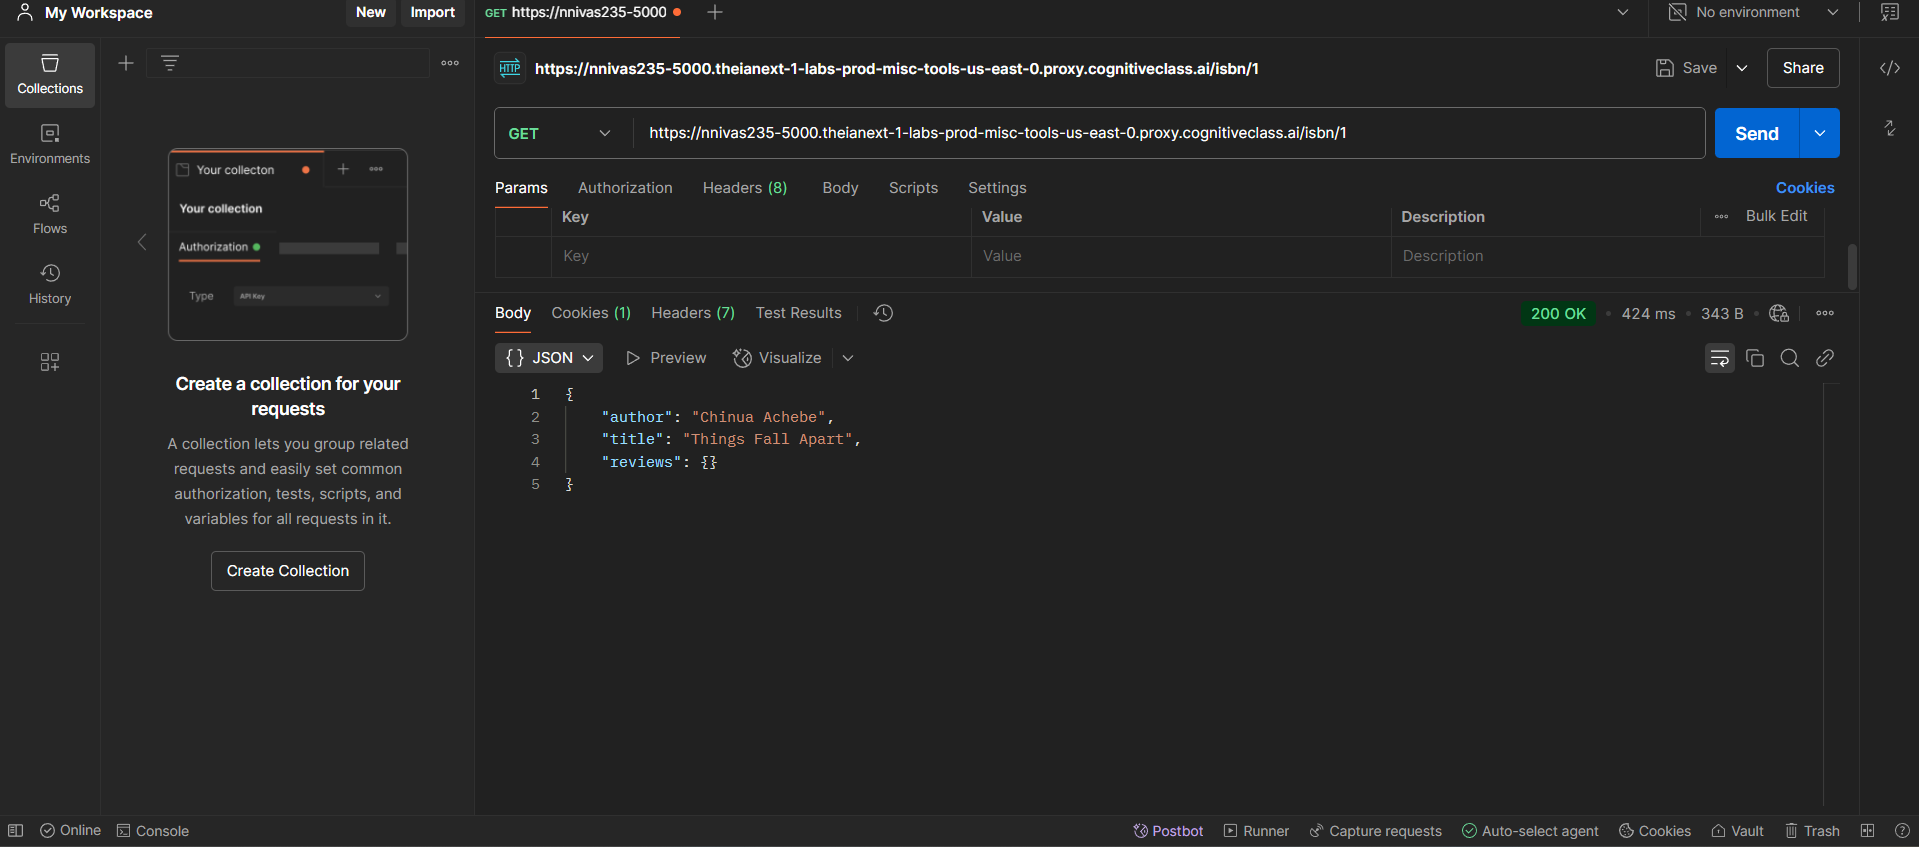 My Workspace
New
Import
GET https://nnivas235-5000
No environment
Collections
Environments
Flows
History
Your collecton
Your collection
Authorization
Type
API Key
Create a collection for your
requests
A collection lets you group related
requests and easily set common
authorization, tests, scripts, and
variables for all requests in it.
Create Collection
HTTP
https://nnivas235-5000.theianext-1-labs-prod-misc-tools-us-east-0.proxy.cognitiveclass.ai/isbn/1
Save
Share
GET
https://nnivas235-5000.theianext-1-labs-prod-misc-tools-us-east-0.proxy.cognitiveclass.ai/isbn/1
Send
Params Authorization Headers (8) Body Scripts Settings
Cookies
Key Value Description Bulk Edit
Key Value Description
Body Cookies (1) Headers (7) Test Results
200 OK • 424 ms • 343 B
{} JSON Preview Visualize
1 {
2 "author": "Chinua Achebe",
3 "title": "Things Fall Apart",
4 "reviews": {}
5 }
Online Console
Postbot Runner Capture requests Auto-select agent Cookies Vault Trash